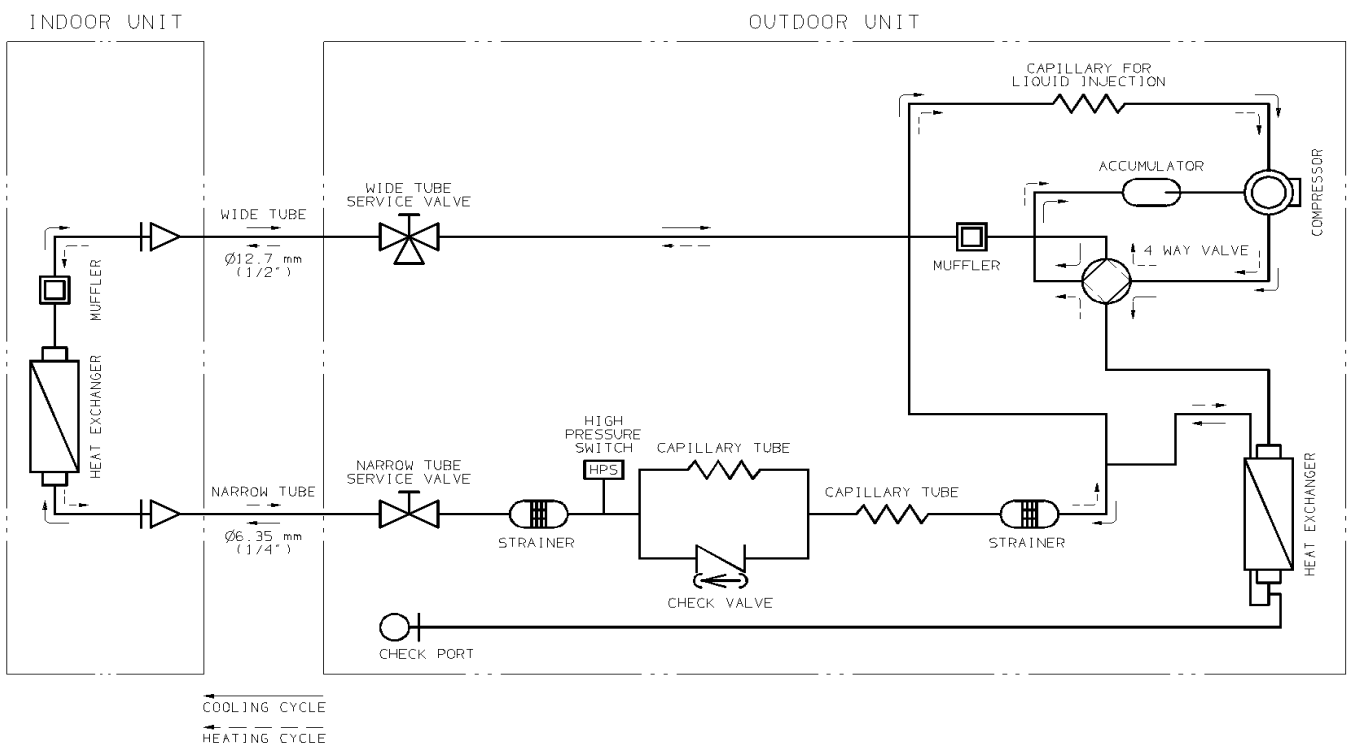 INDOOR UNIT
OUTDOOR UNIT
CAPILLARY FOR
LIQUID INJECTION
ACCUMULATOR
COMPRESSOR
WIDE TUBE
SERVICE VALVE
WIDE TUBE
Ø12.7 mm
(1/2")
MUFFLER
4 WAY VALVE
MUFFLER
HEAT EXCHANGER
HIGH
PRESSURE
SWITCH
HPS
CAPILLARY TUBE
NARROW TUBE
SERVICE VALVE
NARROW TUBE
Ø6.35 mm
(1/4")
STRAINER
CAPILLARY TUBE
STRAINER
HEAT EXCHANGER
CHECK VALVE
CHECK PORT
COOLING CYCLE
HEATING CYCLE